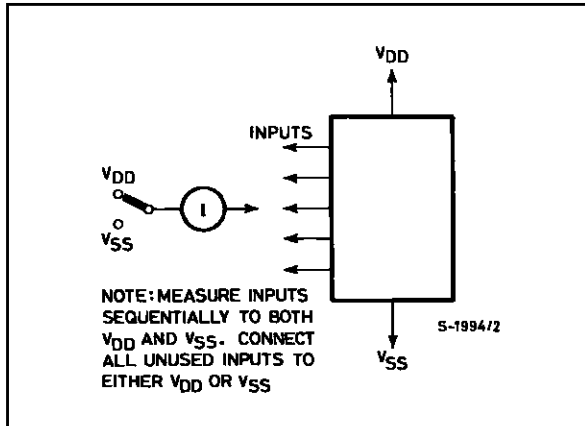 VDD
INPUTS
VDD
I
VSS
NOTE: MEASURE INPUTS
SEQUENTIALLY TO BOTH
VDD AND VSS. CONNECT
ALL UNUSED INPUTS TO
EITHER VDD OR VSS
S-1994/2
VSS